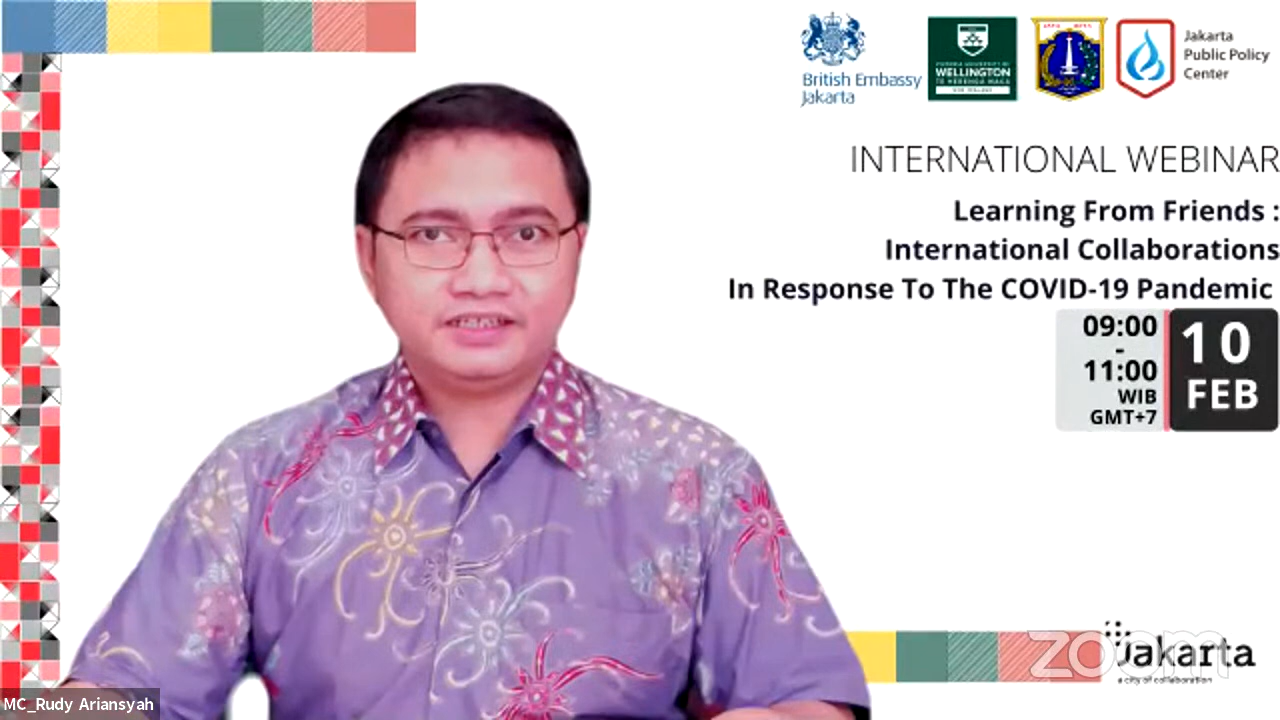 British Embassy
Jakarta
WELLINGTON
Jakarta
Public Policy
Center
INTERNATIONAL WEBINAR
Learning From Friends :
International Collaborations
In Response To The COVID-19 Pandemic
09:00
-
11:00
WIB
GMT+7
10
FEB
zoom
Jakarta
a city of collaboration
MC_Rudy Ariansyah